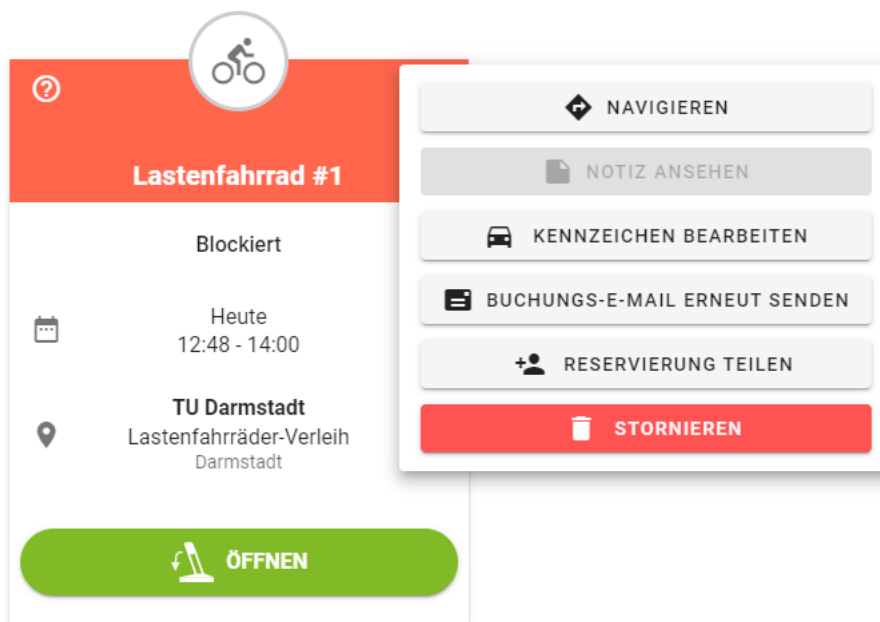 Lastenfahrrad #1
Blockiert
Heute
12:48 - 14:00
TU Darmstadt
Lastenfahrräder-Verleih
Darmstadt
ÖFFNEN
NAVIGIEREN
NOTIZ ANSEHEN
KENNZEICHEN BEARBEITEN
BUCHUNGS-E-MAIL ERNEUT SENDEN
RESERVIERUNG TEILEN
STORNIEREN